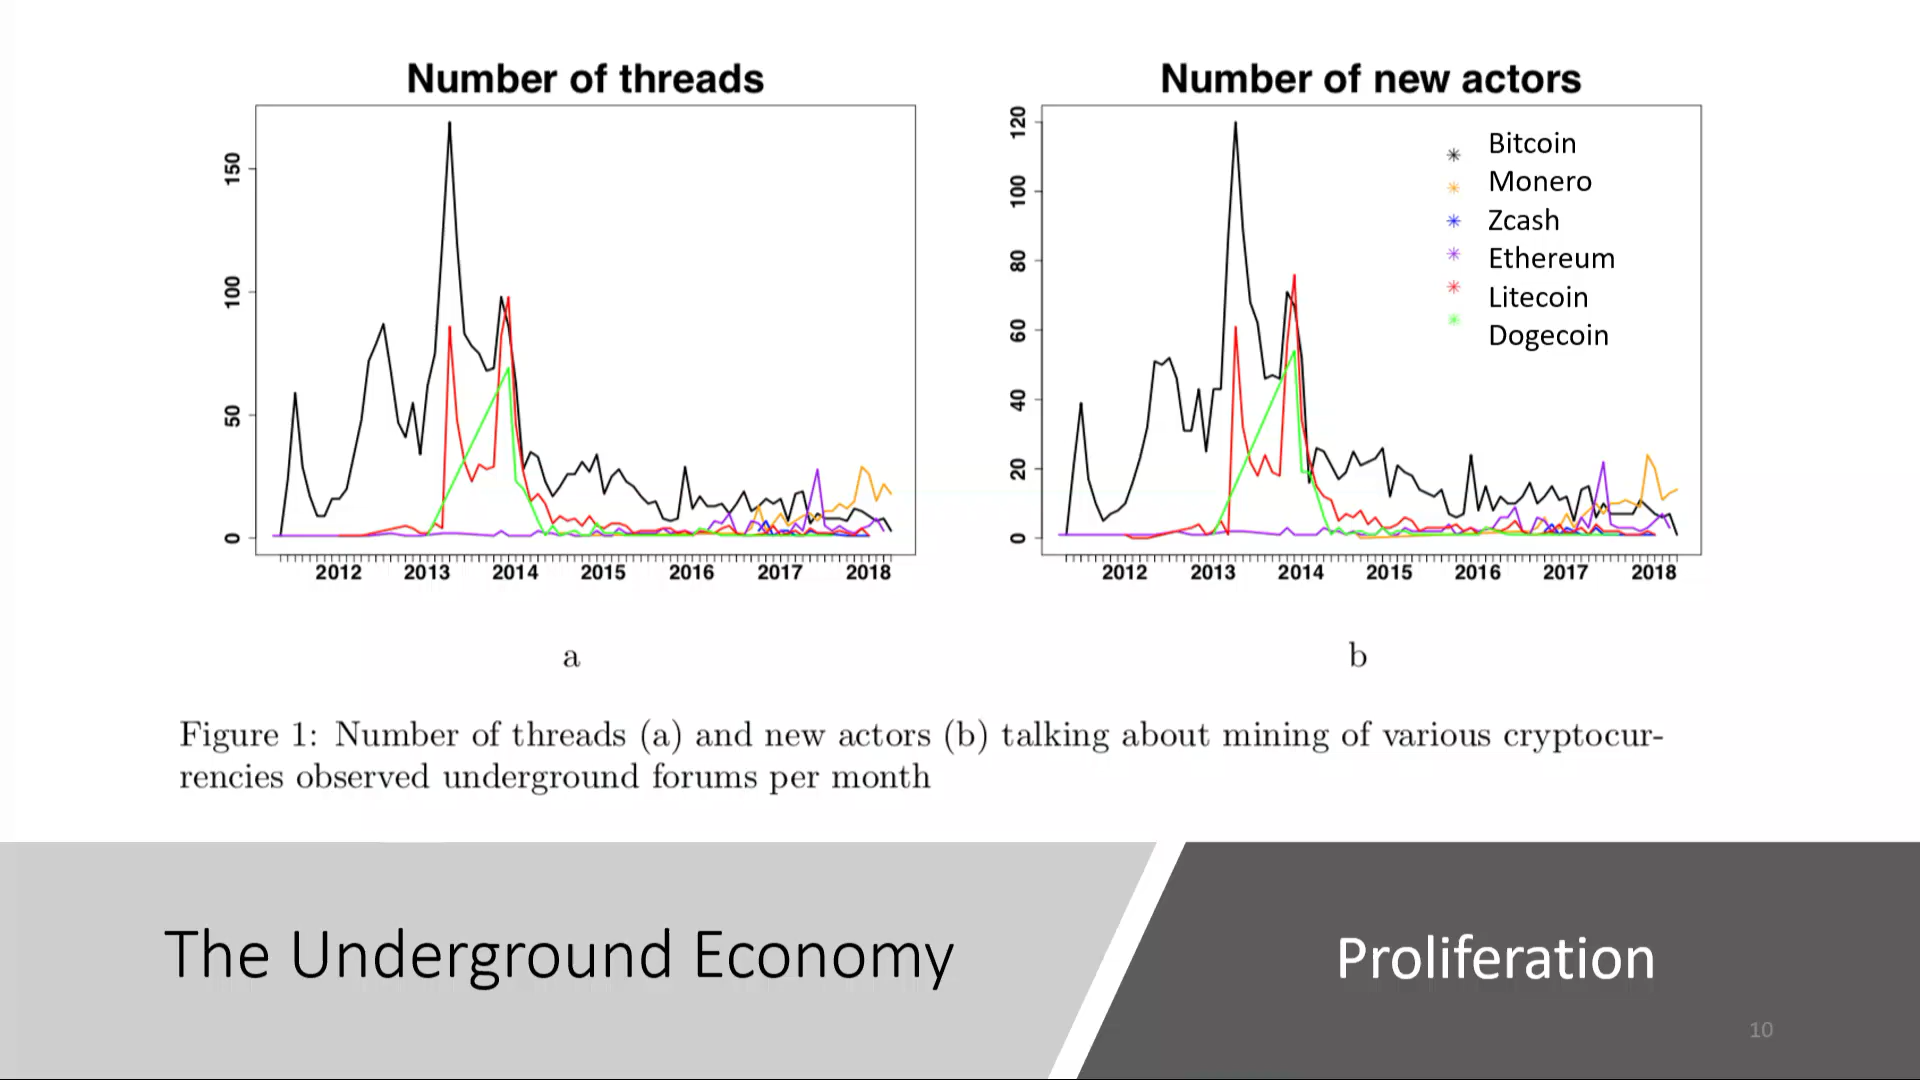 Number of threads
150
100
50
0
2012 2013 2014 2015 2016 2017 2018
a
Number of new actors
120
100
80
60
40
20
0
Bitcoin
Monero
Zcash
Ethereum
Litecoin
Dogecoin
2012 2013 2014 2015 2016 2017 2018
b
Figure 1: Number of threads (a) and new actors (b) talking about mining of various cryptocur-
rencies observed underground forums per month
The Underground Economy
Proliferation
10